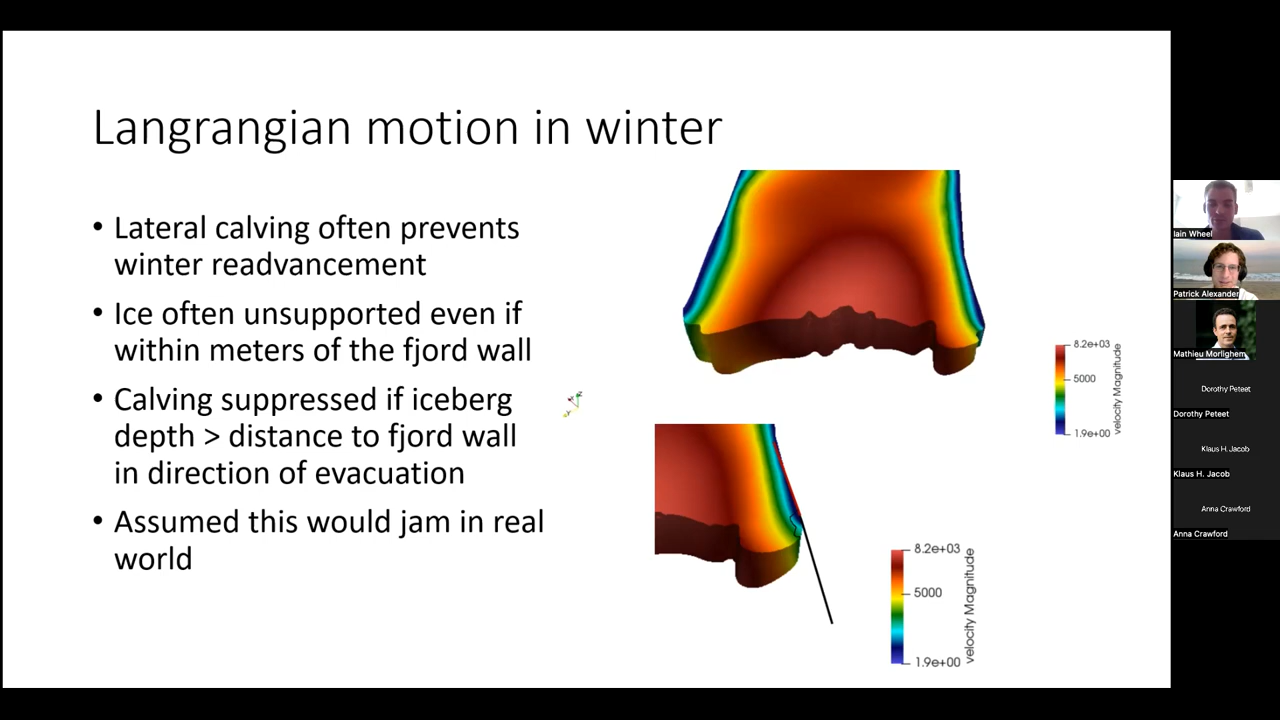 Langrangian motion in winter
• Lateral calving often prevents
winter readvancement
• Ice often unsupported even if
within meters of the fjord wall
• Calving suppressed if iceberg
depth > distance to fjord wall
in direction of evacuation
• Assumed this would jam in real
world
8.2e+03
5000
1.9e+00
velocity Magnitude
8.2e+03
5000
1.9e+00
velocity Magnitude
Iain Wheel
Patrick Alexander
Mathieu Morlighem
Dorothy Peteet
Dorothy Peteet
Klaus H. Jacob
Klaus H. Jacob
Anna Crawford
Anna Crawford